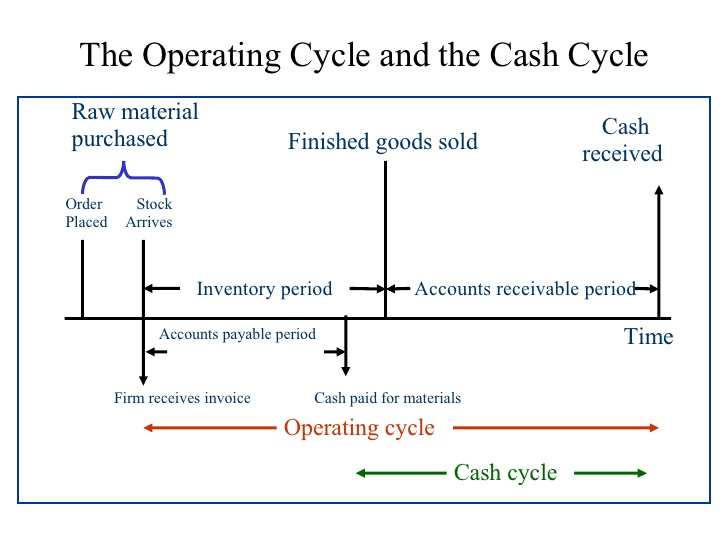 The Operating Cycle and the Cash Cycle
Raw material
purchased
Finished goods sold
Cash
received
Order
Placed
Stock
Arrives
Inventory period
Accounts receivable period
Accounts payable period
Time
Firm receives invoice
Cash paid for materials
Operating cycle
Cash cycle